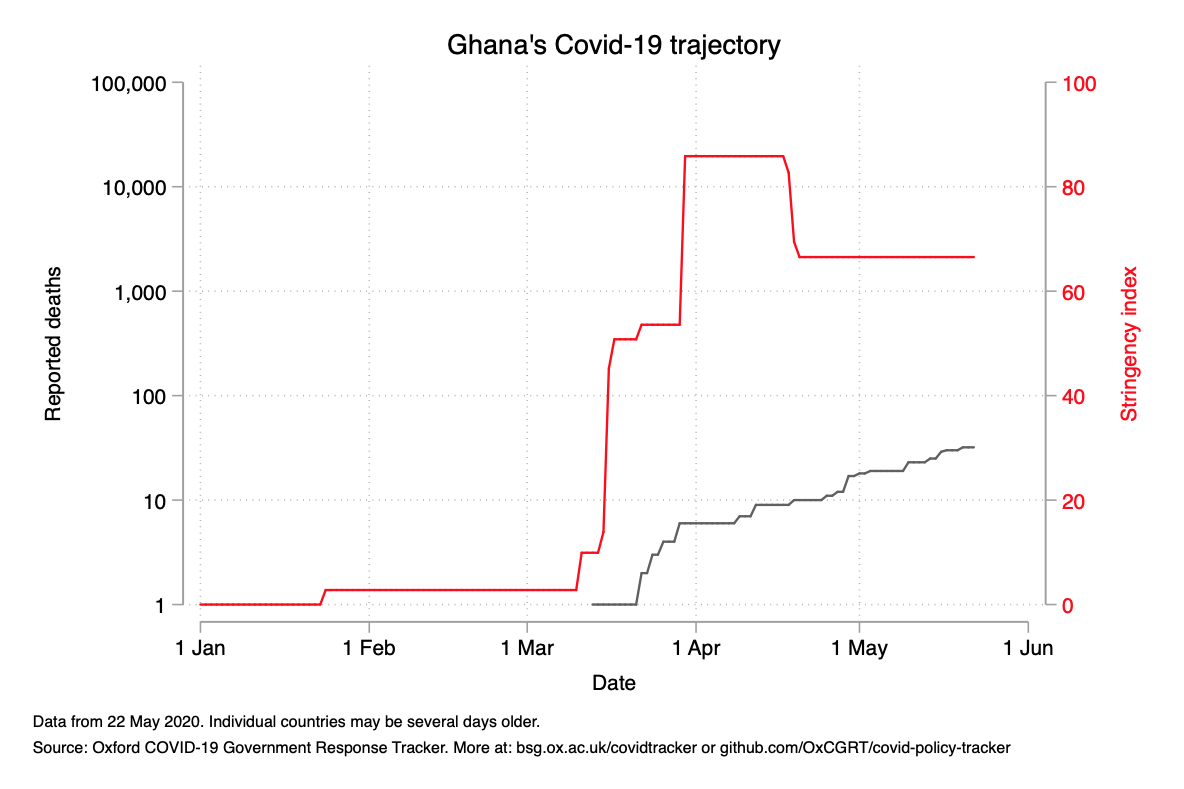 Ghana's Covid-19 trajectory
100,000
10,000
1,000
100
10
1
Reported deaths
100
80
60
40
20
0
Stringency index
1 Jan
1 Feb
1 Mar
1 Apr
1 May
1 Jun
Date
Data from 22 May 2020. Individual countries may be several days older.
Source: Oxford COVID-19 Government Response Tracker. More at: bsg.ox.ac.uk/covidtracker or github.com/OxCGRT/covid-policy-tracker